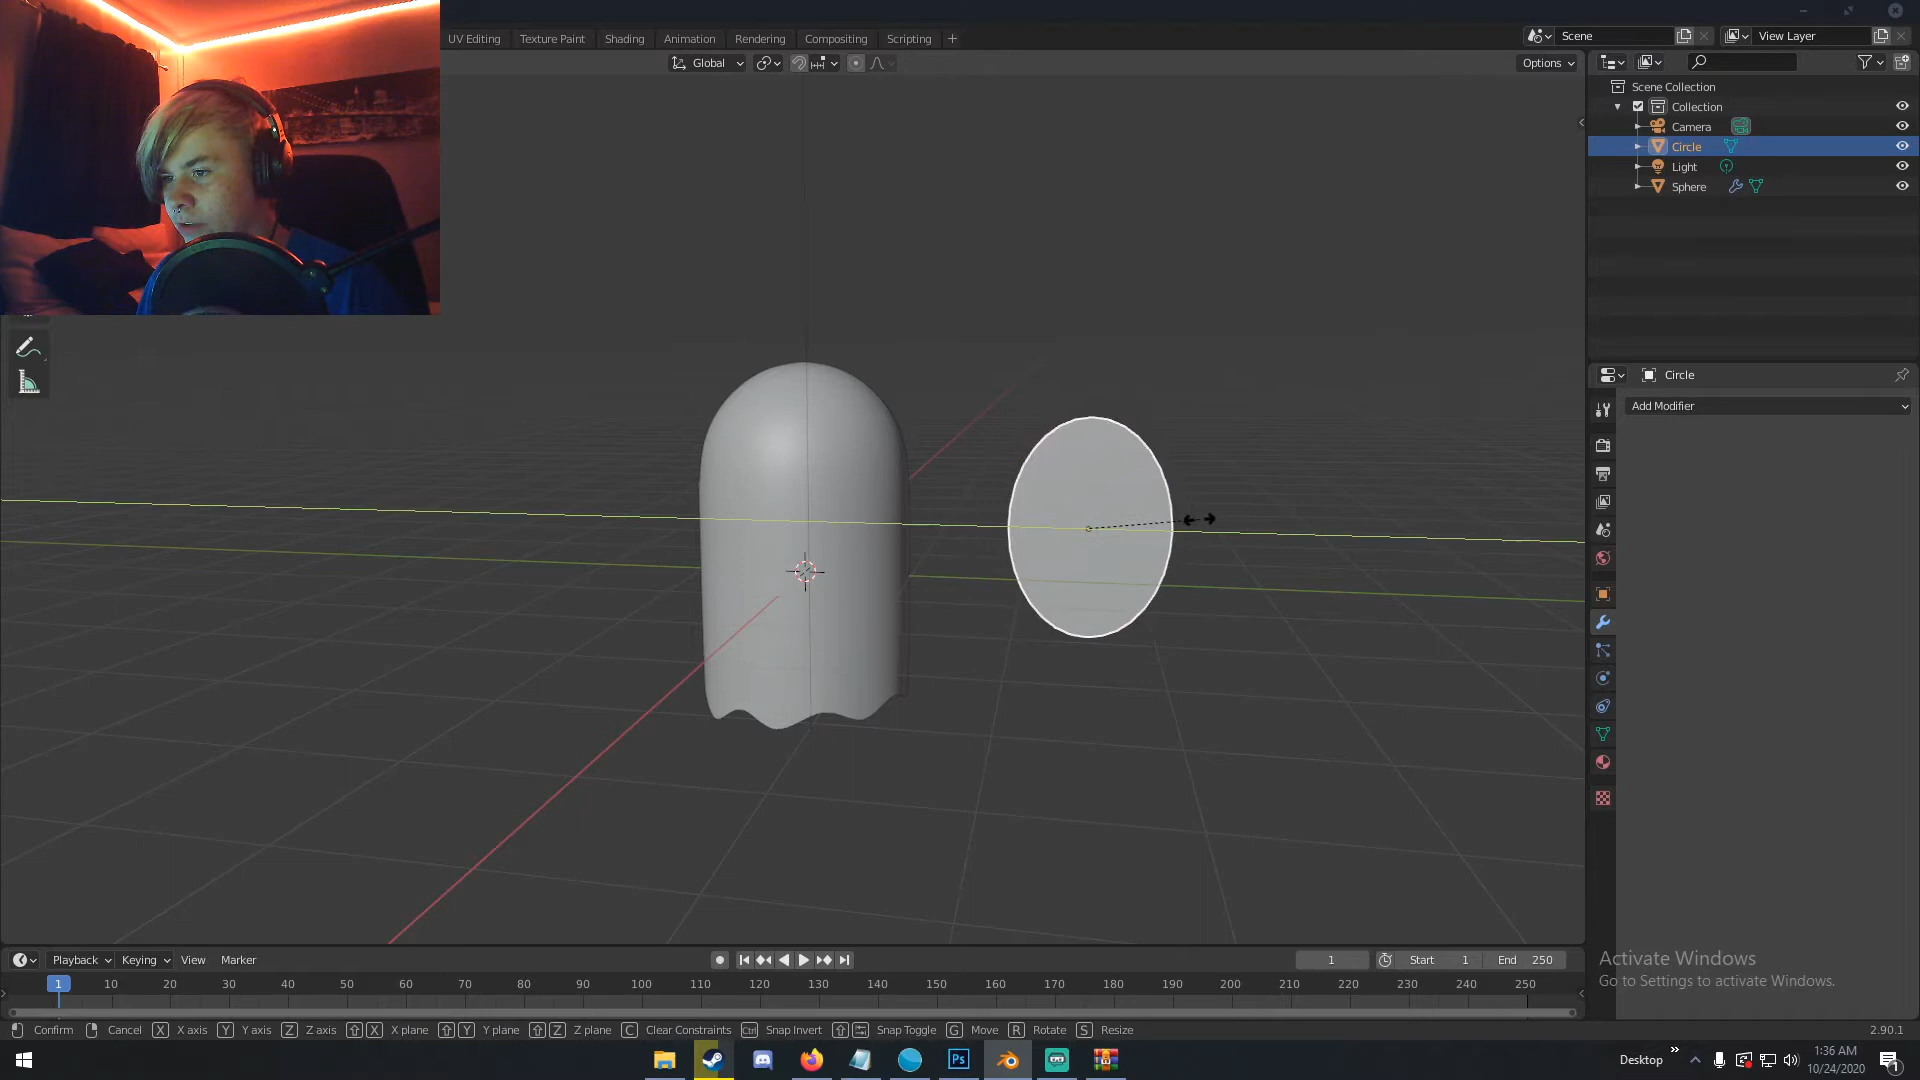 UV Editing Texture Paint Shading Animation Rendering Compositing Scripting +
Scene
View Layer
Global
Options
Scene Collection
Collection
Camera
Circle
Light
Sphere
Circle
Add Modifier
Activate Windows
Go to Settings to activate Windows.
Playback Keying View Marker
1 Start 1 End 250
1 10 20 30 40 50 60 70 80 90 100 110 120 130 140 150 160 170 180 190 200 210 220 230 240 250
Confirm Cancel X X axis Y Y axis Z Z axis X X plane Y Y plane Z Z plane C Clear Constraints Ctrl Snap Invert Snap Toggle G Move R Rotate S Resize 2.90.1
Ps
Desktop
1:36 AM
10/24/2020
1